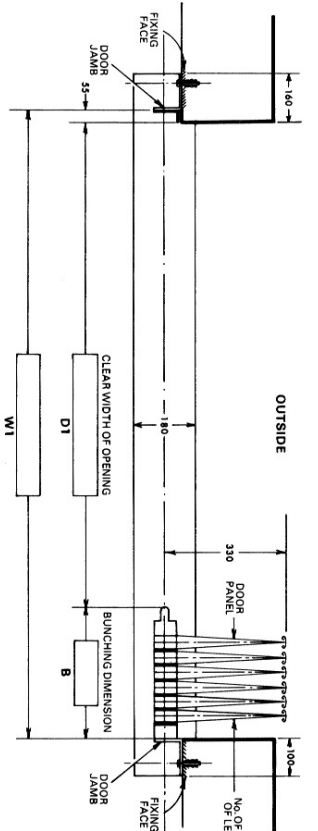 OUTSIDE
FIXING
FACE
DOOR
JAMB
160
55
CLEAR WIDTH OF OPENING
D1
W1
180
330
DOOR
PANEL
BUNCHING DIMENSION
B
No. OF
OF LE
100
DOOR
JAMB
FIXING
FACE